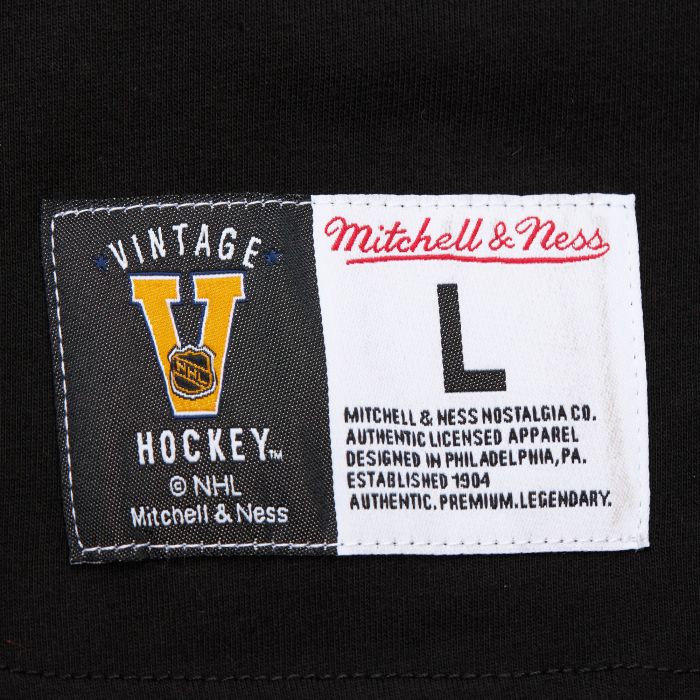 VINTAGE
V
NHL
HOCKEY™
© NHL
Mitchell & Ness
Mitchell & Ness
L
MITCHELL & NESS NOSTALGIA CO.
AUTHENTIC LICENSED APPAREL
DESIGNED IN PHILADELPHIA, PA.
ESTABLISHED 1904
AUTHENTIC. PREMIUM. LEGENDARY.